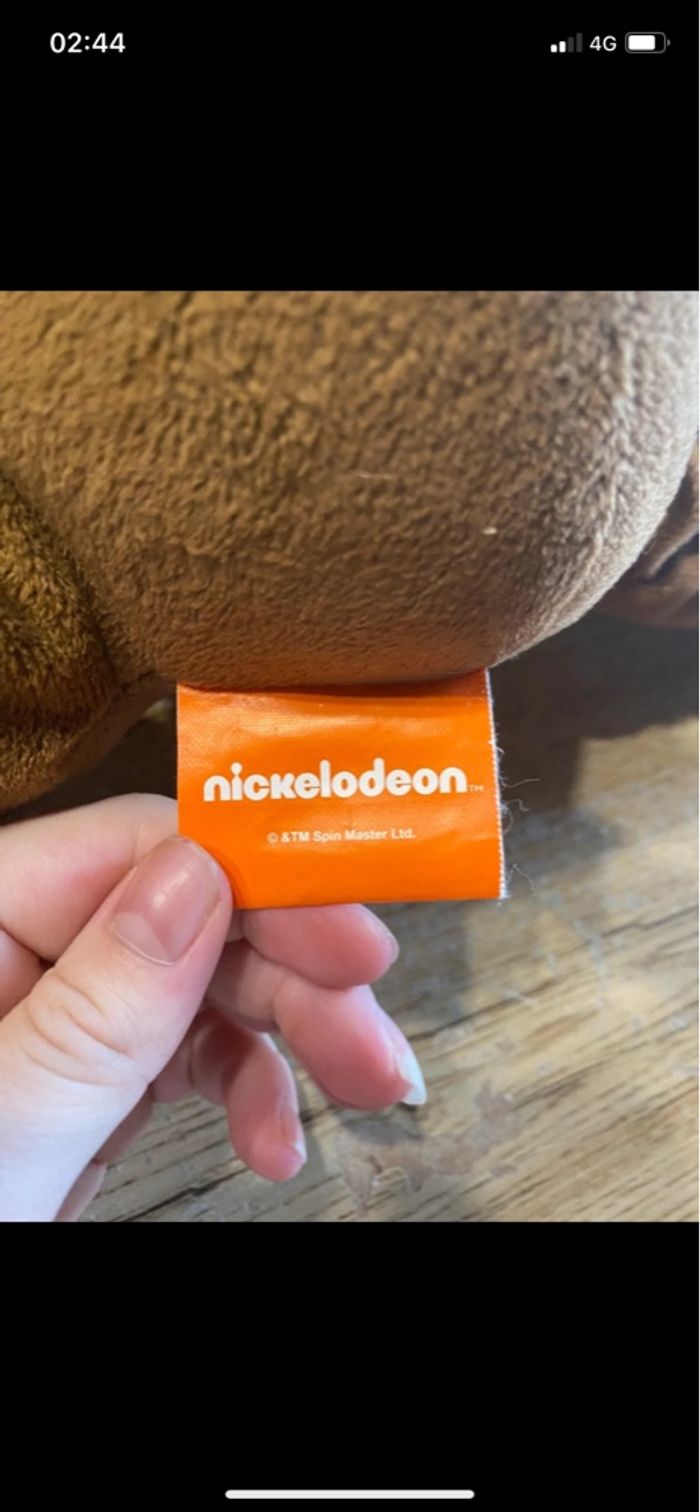 02:44
4G
nickelodeon™
© &TM Spin Master Ltd.